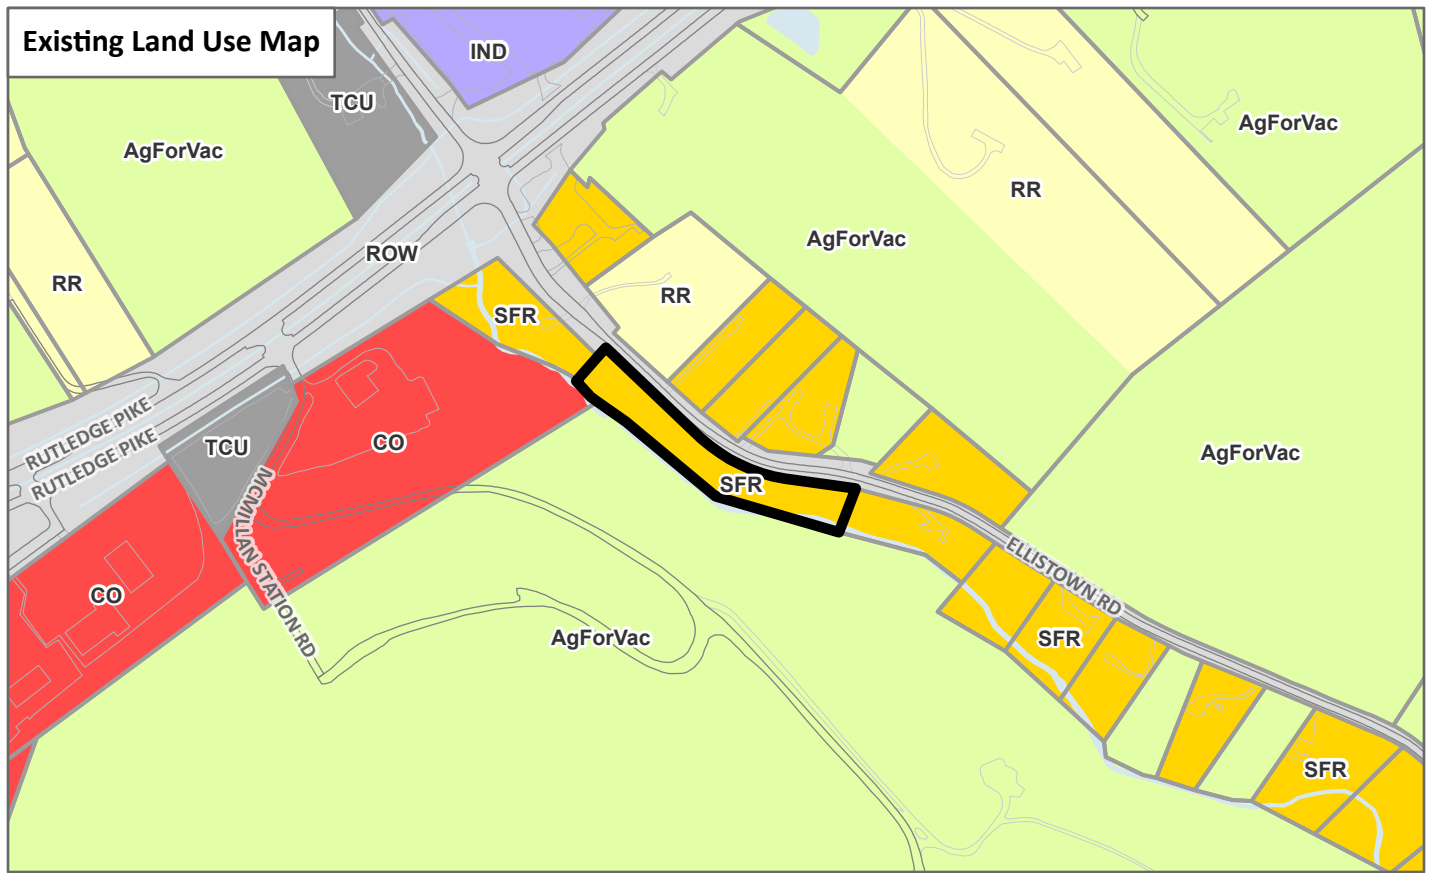 Existing Land Use Map
IND
TCU
AgForVac
AgForVac
RR
AgForVac
ROW
RR
RR
SFR
RUTLEDGE PIKE
RUTLEDGE PIKE
TCU
CO
AgForVac
SFR
MCMILLAN STATION RD
ELLISTOWN RD
CO
AgForVac
SFR
SFR